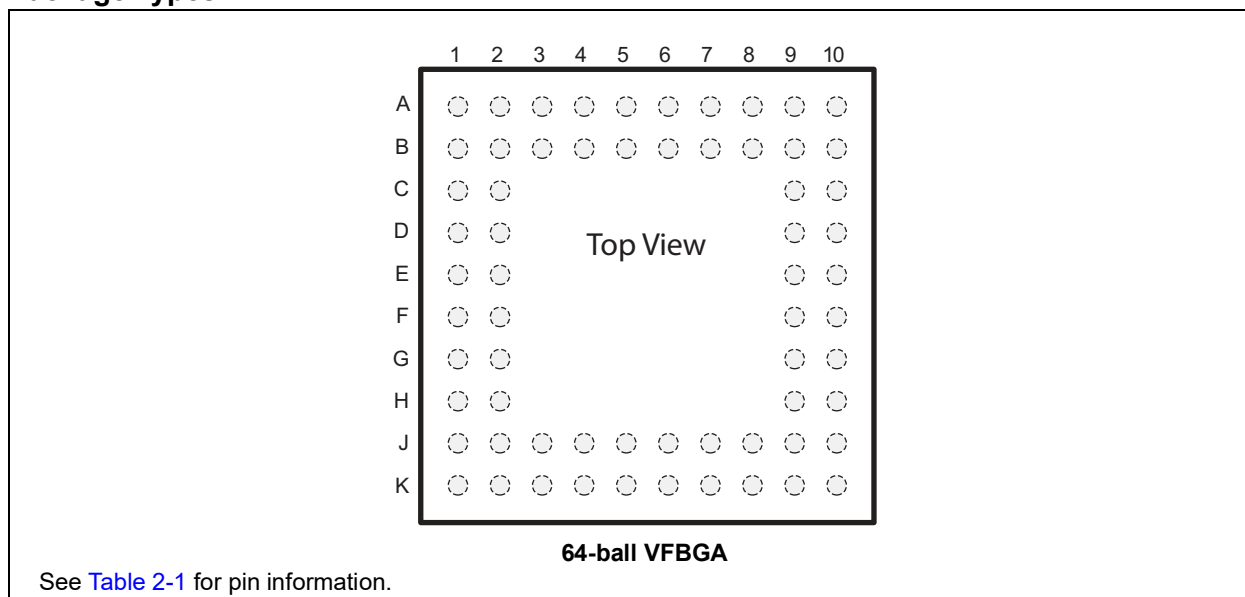 1 2 3 4 5 6 7 8 9 10
A
B
C
D
Top View
E
F
G
H
J
K
64-ball VFBGA
See Table 2-1 for pin information.